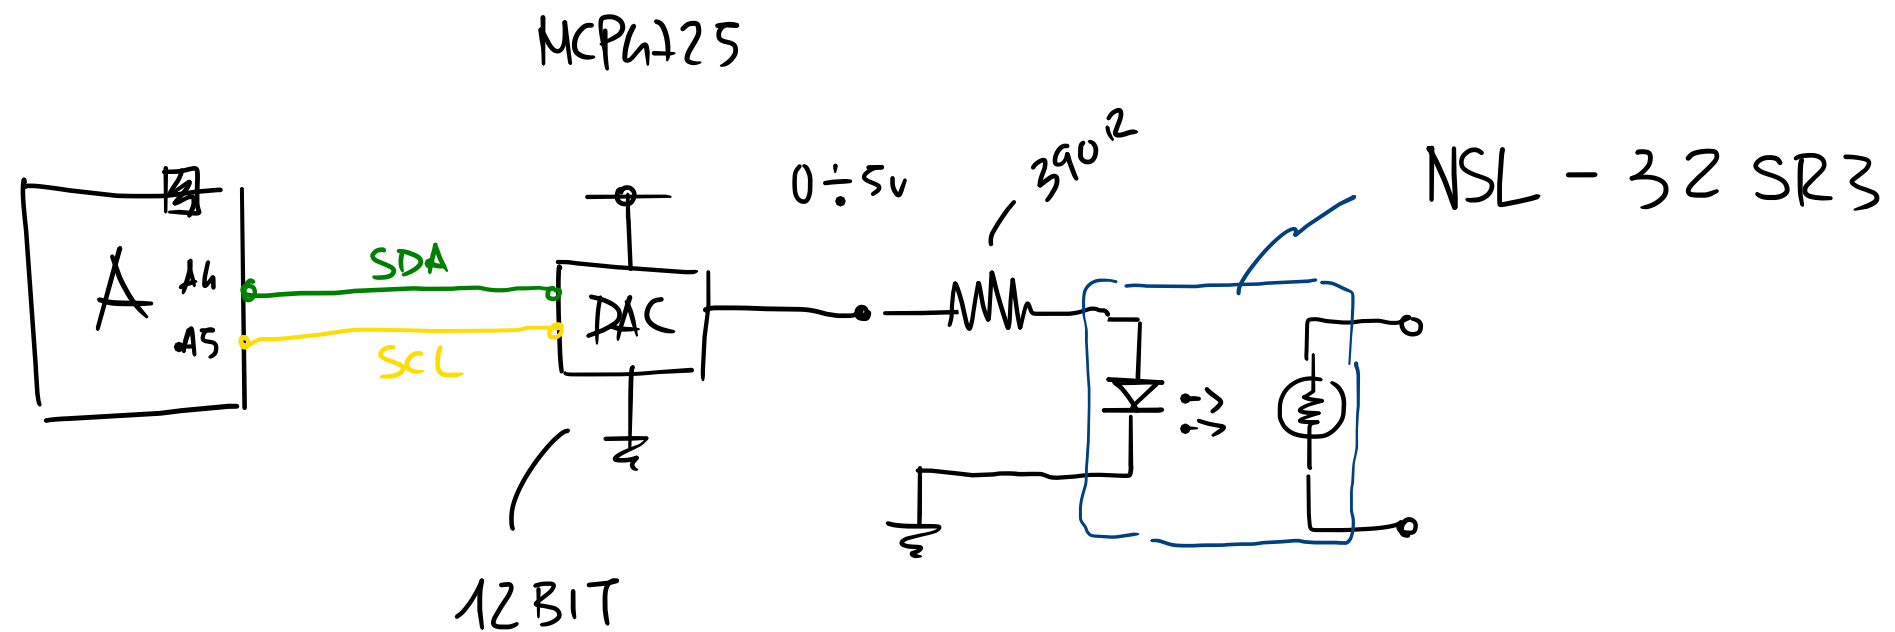 MCP4725
390Ω
NSL-32SR3
0÷5v
A
A4
SDA
A5
SCL
DAC
12BIT